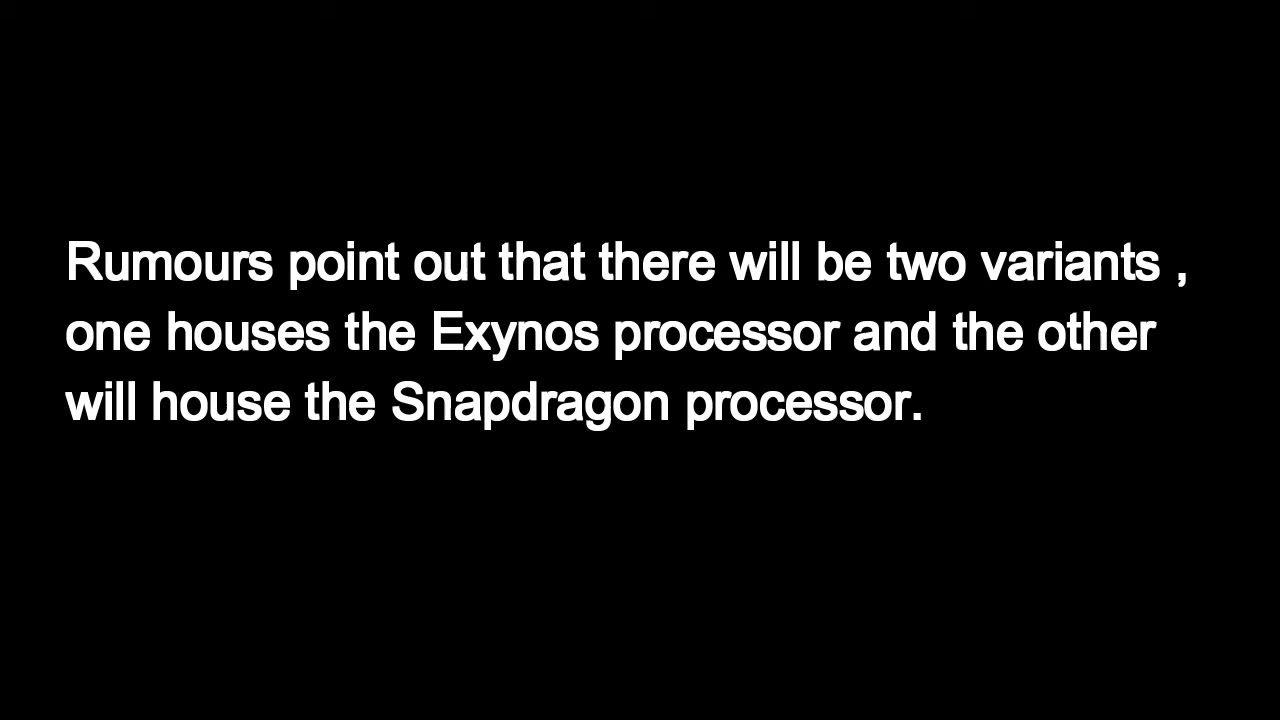 Rumours point out that there will be two variants ,
one houses the Exynos processor and the other
will house the Snapdragon processor.